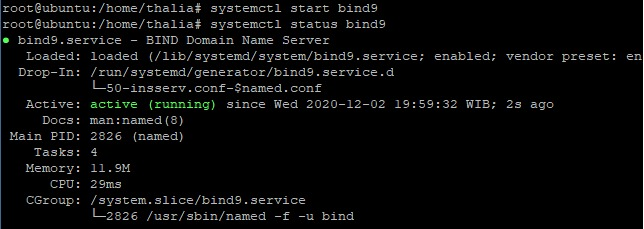 root@ubuntu:/home/thalia# systemctl start bind9
root@ubuntu:/home/thalia# systemctl status bind9
● bind9.service - BIND Domain Name Server
   Loaded: loaded (/lib/systemd/system/bind9.service; enabled; vendor preset: en
  Drop-In: /run/systemd/generator/bind9.service.d
           └─50-insserv.conf-$named.conf
   Active: active (running) since Wed 2020-12-02 19:59:32 WIB; 2s ago
     Docs: man:named(8)
 Main PID: 2826 (named)
    Tasks: 4
   Memory: 11.9M
      CPU: 29ms
   CGroup: /system.slice/bind9.service
           └─2826 /usr/sbin/named -f -u bind